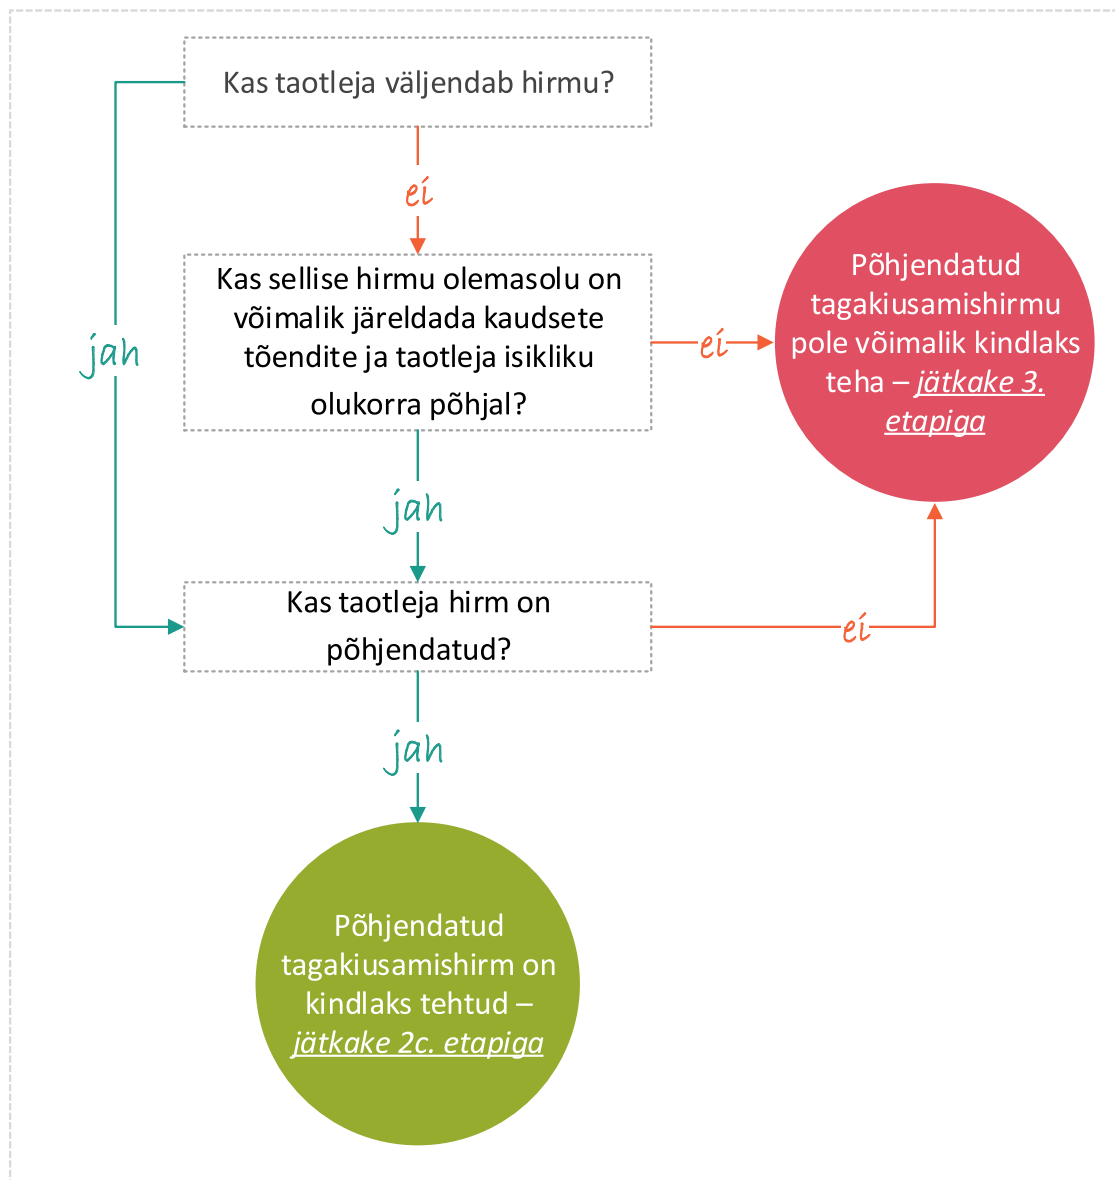 Kas taotleja väljendab hirmu?
ei
Kas sellise hirmu olemasolu on
võimalik järeldada kaudsete
tõendite ja taotleja isikliku
olukorra põhjal?
ei
Põhjendatud
tagakiusamishirmu
pole võimalik kindlaks
teha – jätkake 3.
etapiga
jah
jah
Kas taotleja hirm on
põhjendatud?
ei
jah
Põhjendatud
tagakiusamishirm on
kindlaks tehtud –
jätkake 2c. etapiga